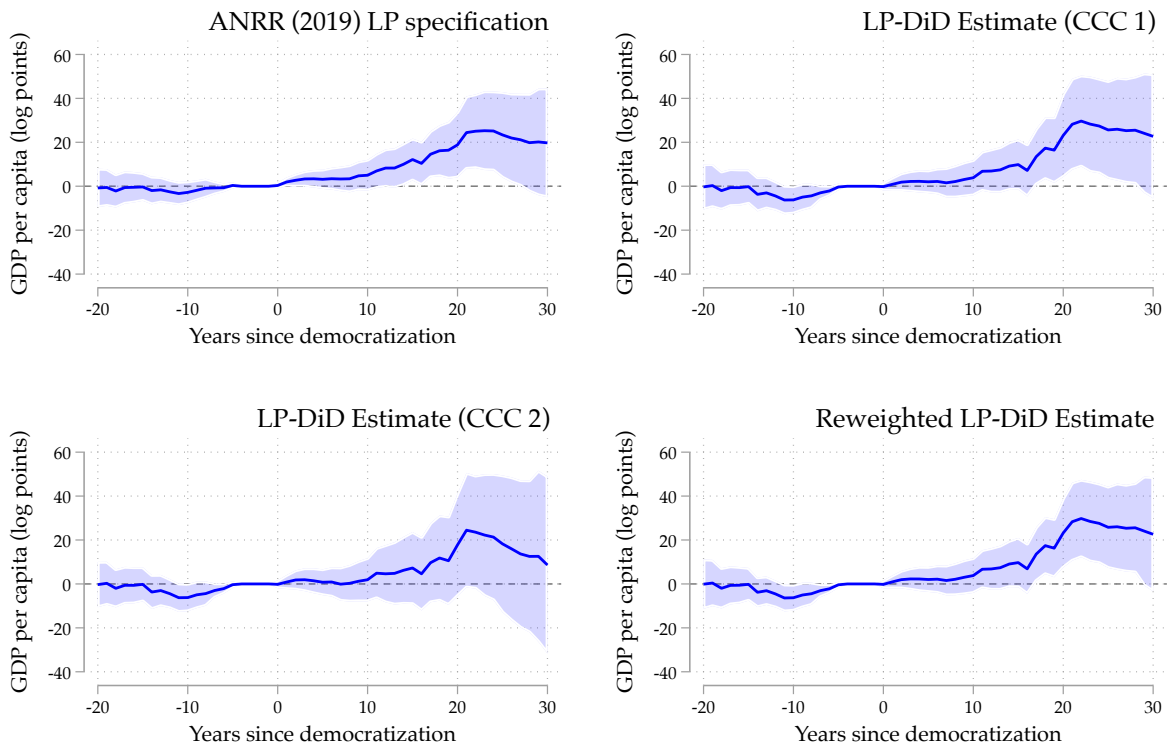 ANRR (2019) LP specification
GDP per capita (log points)
60
40
20
0
-20
-40
-20 -10 0 10 20 30
Years since democratization
LP-DiD Estimate (CCC 1)
GDP per capita (log points)
60
40
20
0
-20
-40
-20 -10 0 10 20 30
Years since democratization
LP-DiD Estimate (CCC 2)
GDP per capita (log points)
60
40
20
0
-20
-40
-20 -10 0 10 20 30
Years since democratization
Reweighted LP-DiD Estimate
GDP per capita (log points)
60
40
20
0
-20
-40
-20 -10 0 10 20 30
Years since democratization